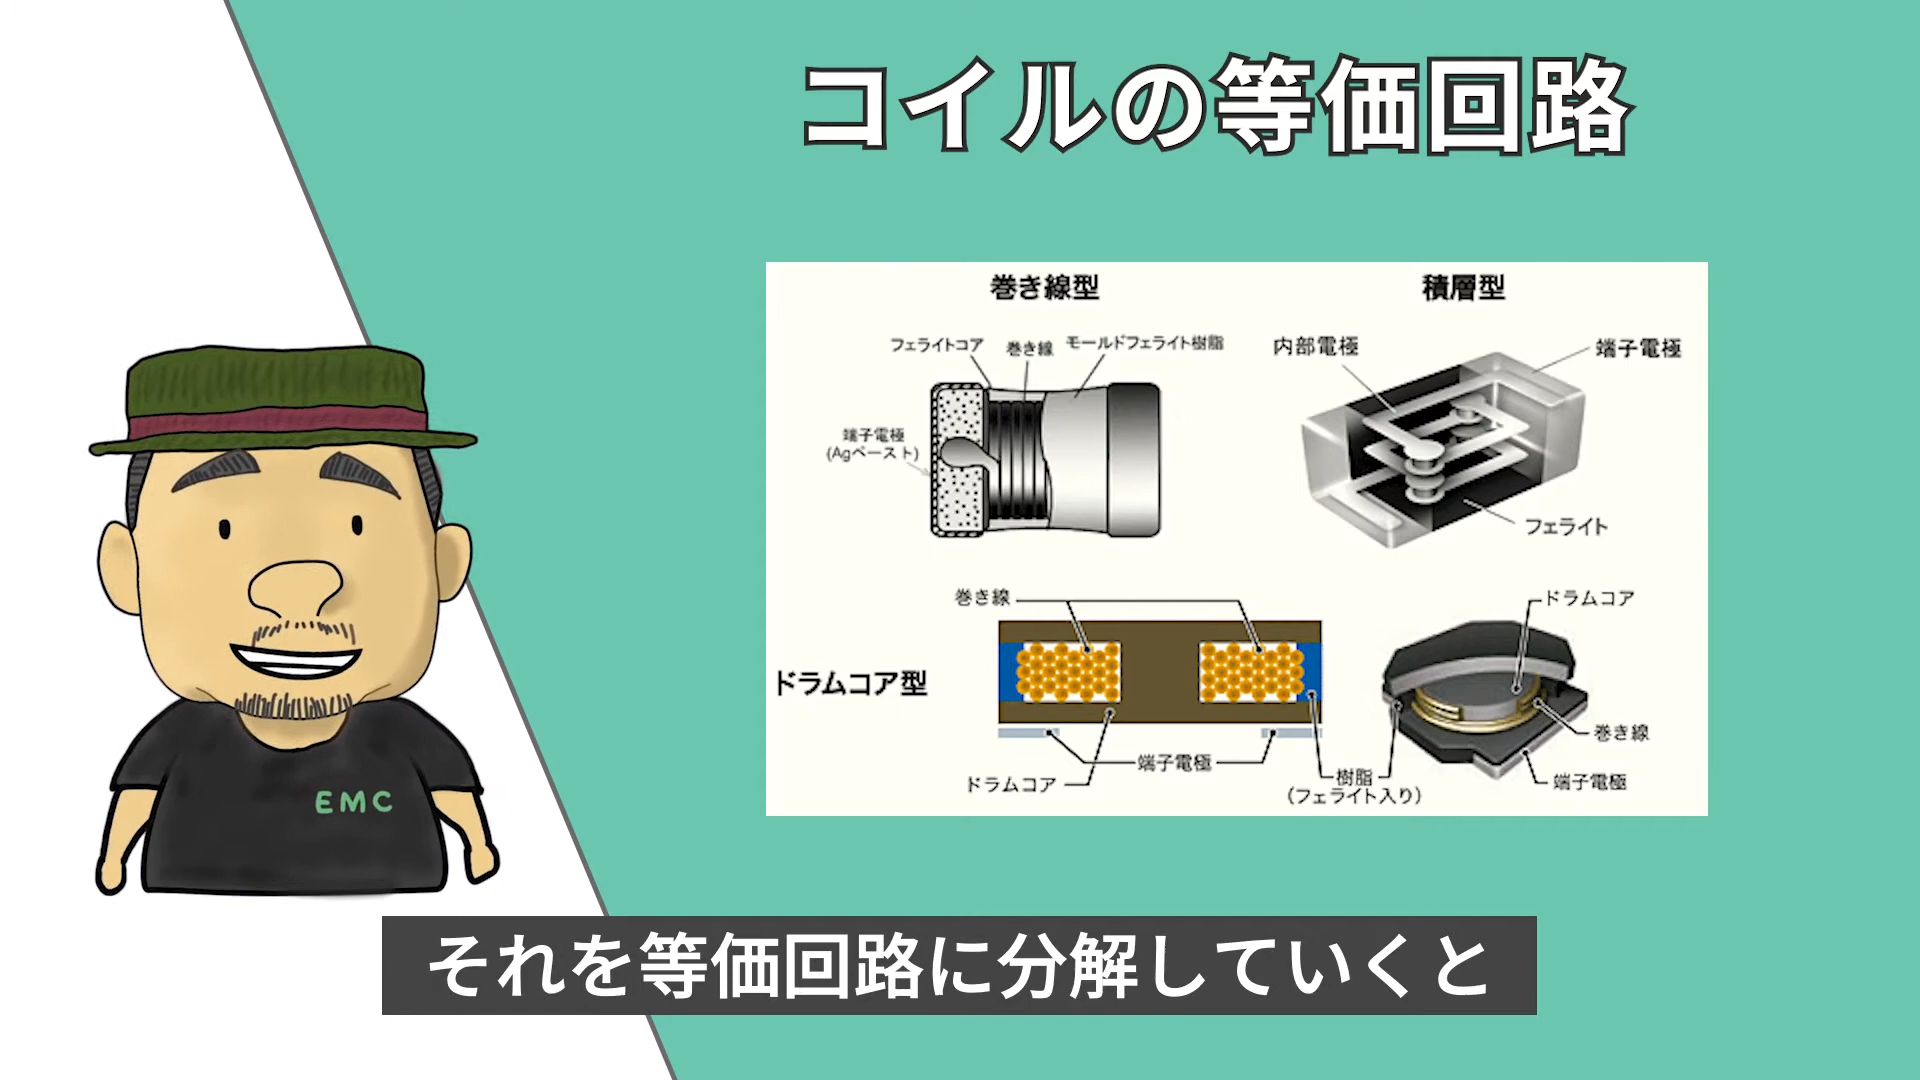 コイルの等価回路
巻き線型
積層型
フェライトコア
巻き線
モールドフェライト樹脂
端子電極
(Agペースト)
内部電極
端子電極
フェライト
ドラムコア型
巻き線
ドラムコア
端子電極
樹脂
(フェライト入り)
ドラムコア
巻き線
端子電極
EMC
それを等価回路に分解していくと